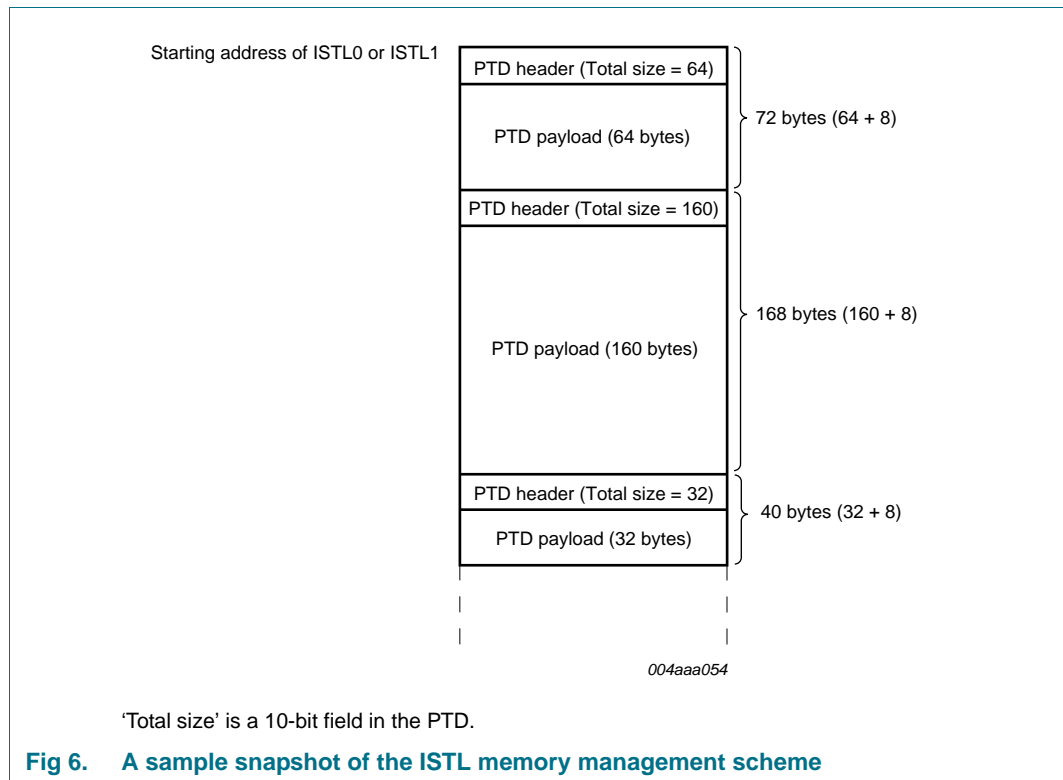 Starting address of ISTL0 or ISTL1
PTD header (Total size = 64)
72 bytes (64 + 8)
PTD payload (64 bytes)
PTD header (Total size = 160)
168 bytes (160 + 8)
PTD payload (160 bytes)
PTD header (Total size = 32)
40 bytes (32 + 8)
PTD payload (32 bytes)
004aaa054
‘Total size’ is a 10-bit field in the PTD.
Fig 6. A sample snapshot of the ISTL memory management scheme